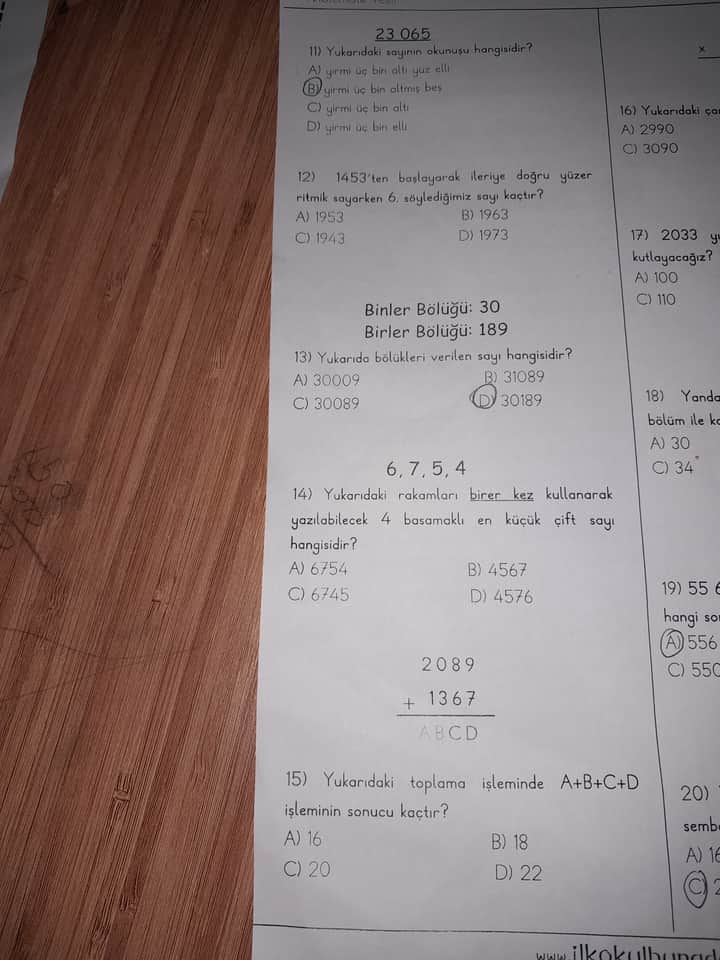 23 065
11) Yukarıdaki sayının okunuşu hangisidir?
A) yirmi üç bin altı yüz elli
B) yirmi üç bin altmış beş
C) yirmi üç bin altı
D) yirmi üç bin elli
12) 1453'ten başlayarak ileriye doğru yüzer
ritmik sayarken 6. söylediğimiz sayı kaçtır?
A) 1953 B) 1963
C) 1943 D) 1973
Binler Bölüğü: 30
Birler Bölüğü: 189
13) Yukarıda bölükleri verilen sayı hangisidir?
A) 30009 B) 31089
C) 30089 D) 30189
6, 7, 5, 4
14) Yukarıdaki rakamları birer kez kullanarak
yazılabilecek 4 basamaklı en küçük çift sayı
hangisidir?
A) 6754 B) 4567
C) 6745 D) 4576
2089
+ 1367
ABCD
15) Yukarıdaki toplama işleminde A+B+C+D
işleminin sonucu kaçtır?
A) 16 B) 18
C) 20 D) 22
x
16) Yukarıdaki
A) 2990
C) 3090
17) 2033
kutlayacağız?
A) 100
C) 110
18) Yanda
bölüm ile
A) 30
C) 34
19) 55 6
hangi
A) 556
C) 550
20)
A) 16
C) 2